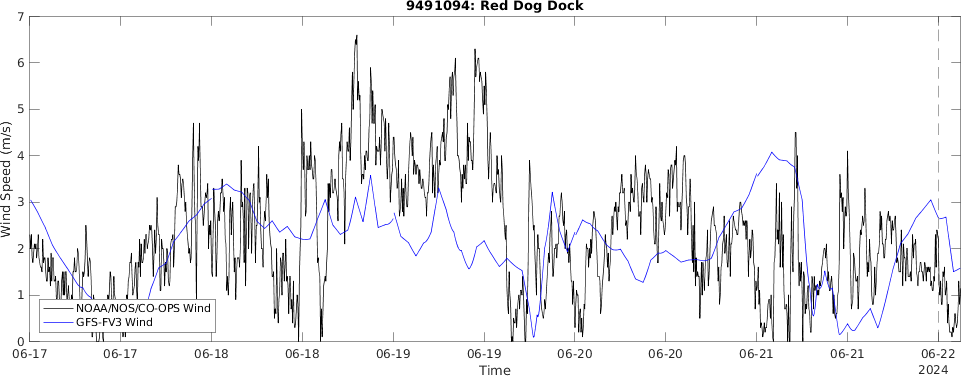 9491094: Red Dog Dock
Wind Speed (m/s)
7
6
5
4
3
2
1
0
NOAA/NOS/CO-OPS Wind
GFS-FV3 Wind
06-17 06-17 06-18 06-18 06-19 06-19 06-20 06-20 06-21 06-21 06-22
Time
2024